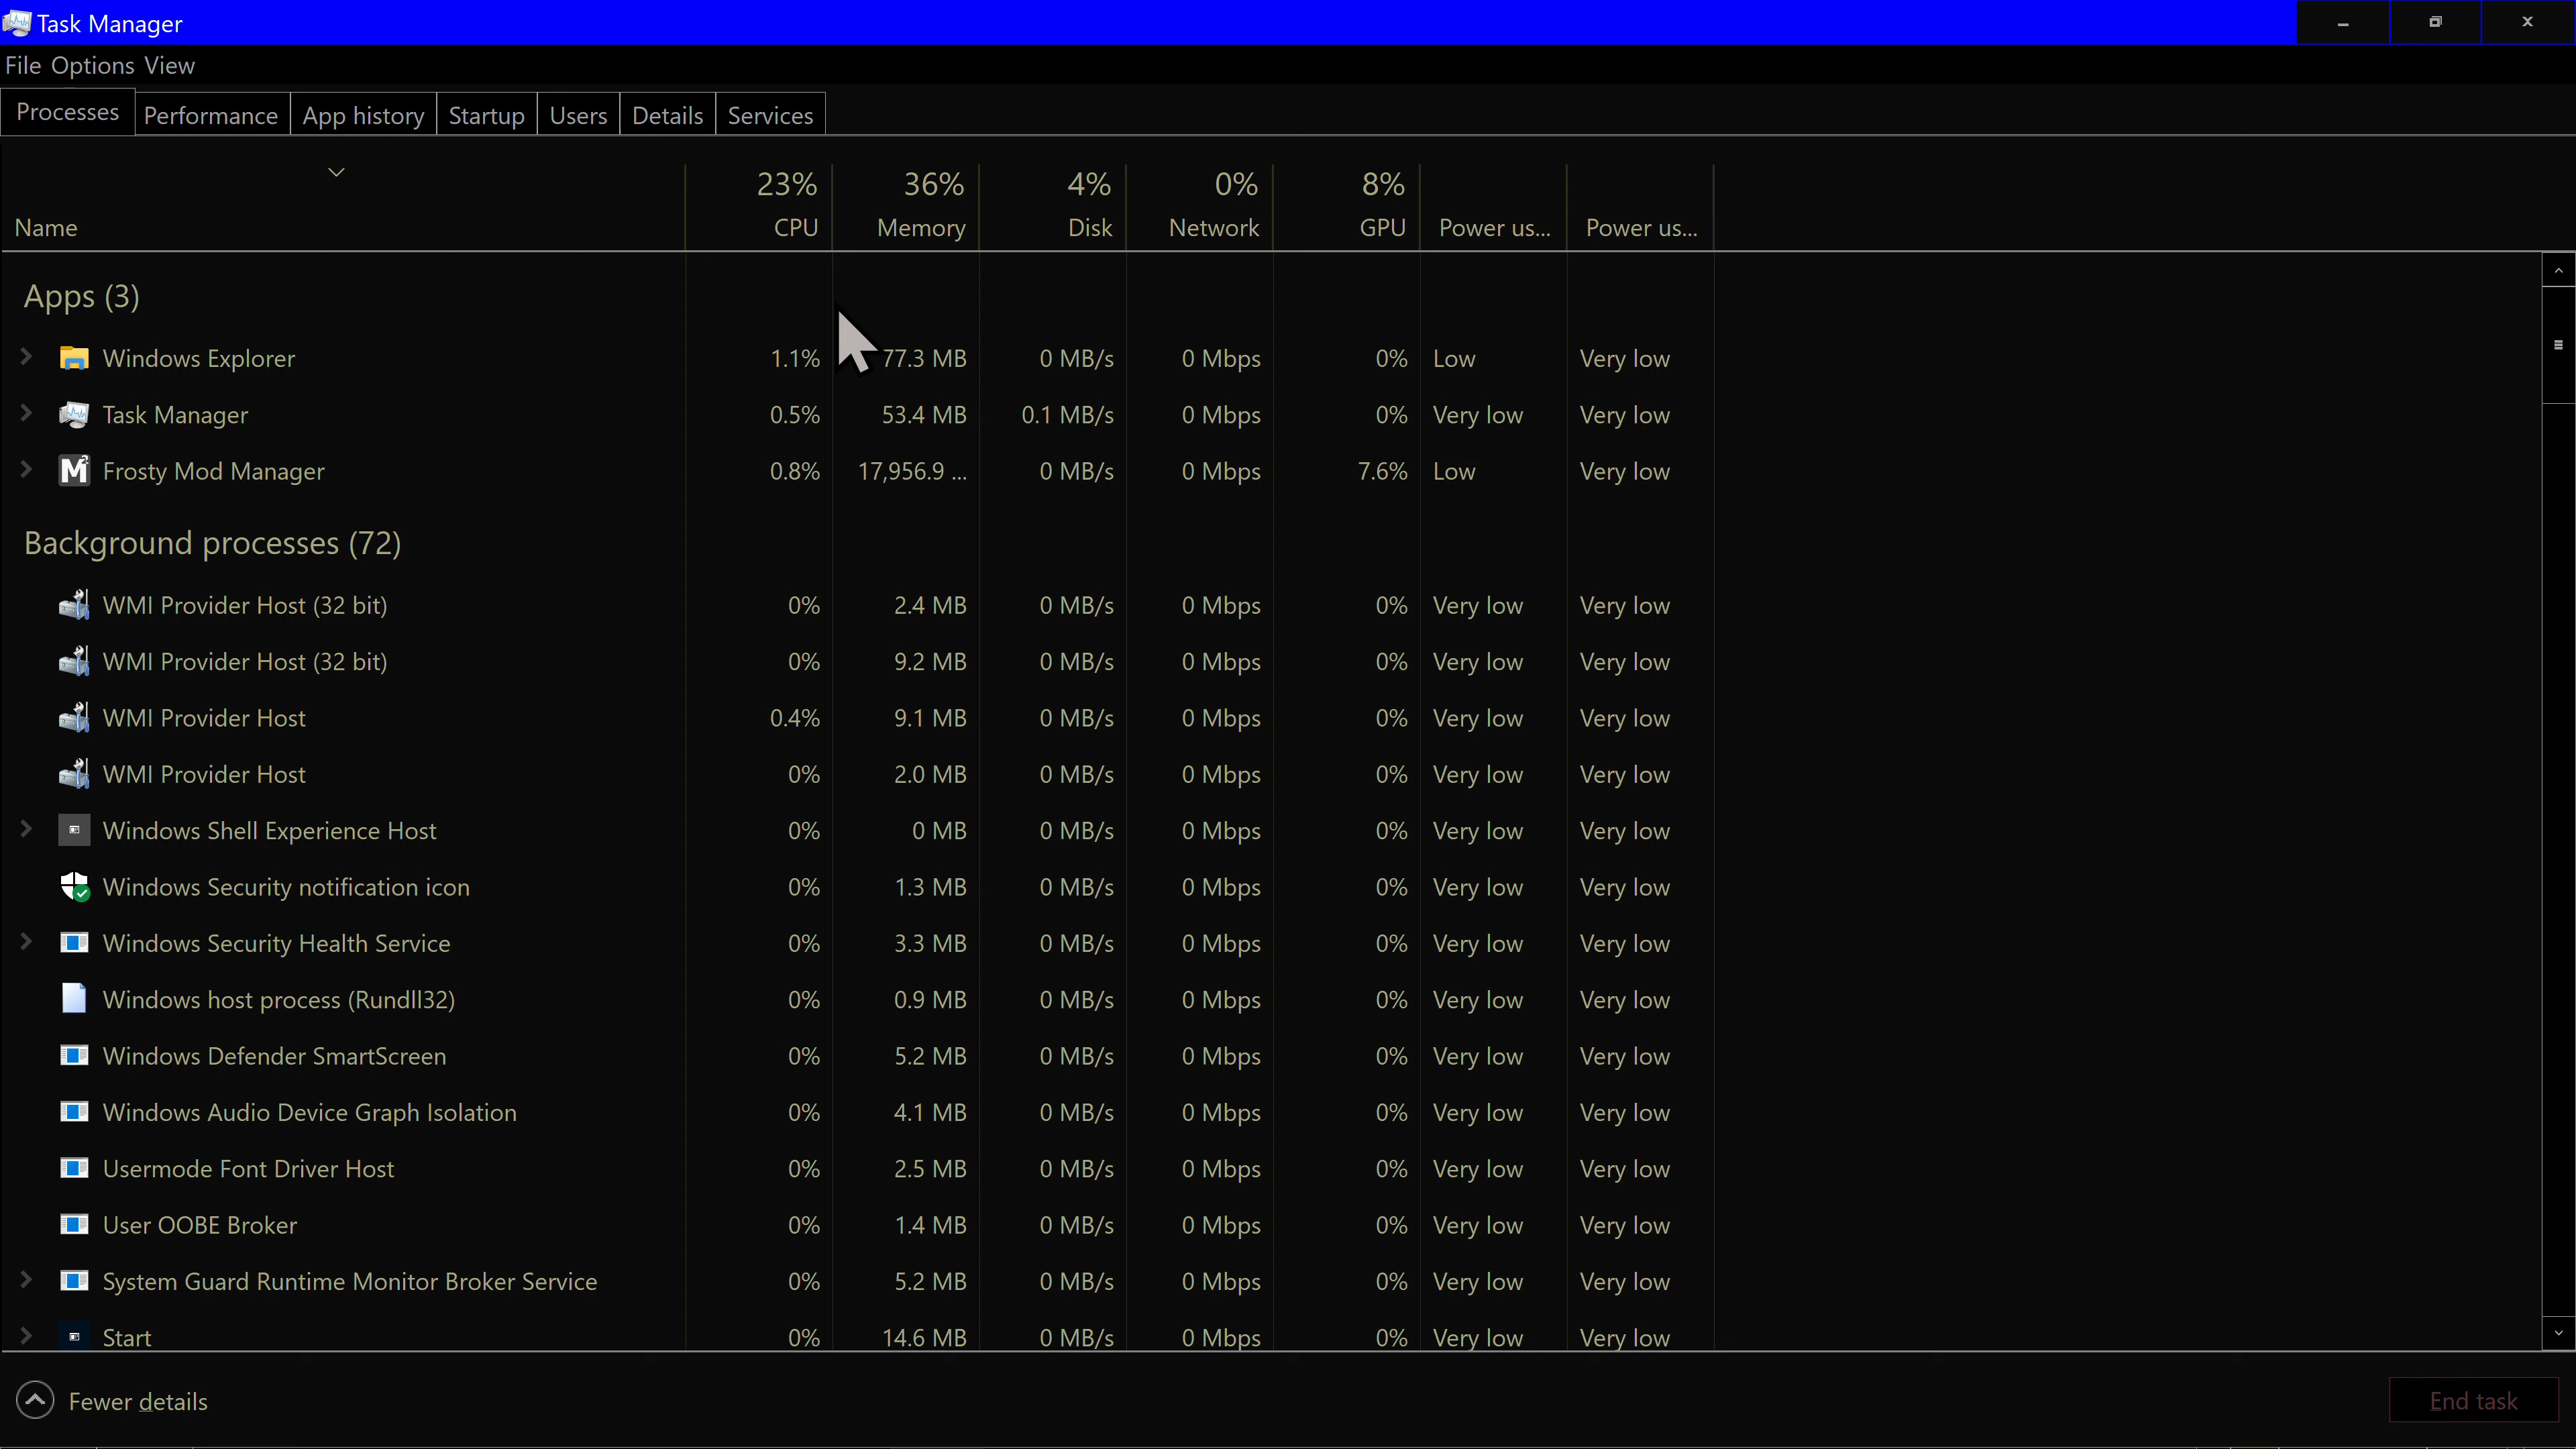 Task Manager
File Options View
Processes Performance App history Startup Users Details Services
23% 36% 4% 0% 8%
Name CPU Memory Disk Network GPU Power us... Power us...
Apps (3)
Windows Explorer 1.1% 77.3 MB 0 MB/s 0 Mbps 0% Low Very low
Task Manager 0.5% 53.4 MB 0.1 MB/s 0 Mbps 0% Very low Very low
Frosty Mod Manager 0.8% 17,956.9 ... 0 MB/s 0 Mbps 7.6% Low Very low
Background processes (72)
WMI Provider Host (32 bit) 0% 2.4 MB 0 MB/s 0 Mbps 0% Very low Very low
WMI Provider Host (32 bit) 0% 9.2 MB 0 MB/s 0 Mbps 0% Very low Very low
WMI Provider Host 0.4% 9.1 MB 0 MB/s 0 Mbps 0% Very low Very low
WMI Provider Host 0% 2.0 MB 0 MB/s 0 Mbps 0% Very low Very low
Windows Shell Experience Host 0% 0 MB 0 MB/s 0 Mbps 0% Very low Very low
Windows Security notification icon 0% 1.3 MB 0 MB/s 0 Mbps 0% Very low Very low
Windows Security Health Service 0% 3.3 MB 0 MB/s 0 Mbps 0% Very low Very low
Windows host process (Rundll32) 0% 0.9 MB 0 MB/s 0 Mbps 0% Very low Very low
Windows Defender SmartScreen 0% 5.2 MB 0 MB/s 0 Mbps 0% Very low Very low
Windows Audio Device Graph Isolation 0% 4.1 MB 0 MB/s 0 Mbps 0% Very low Very low
Usermode Font Driver Host 0% 2.5 MB 0 MB/s 0 Mbps 0% Very low Very low
User OOBE Broker 0% 1.4 MB 0 MB/s 0 Mbps 0% Very low Very low
System Guard Runtime Monitor Broker Service 0% 5.2 MB 0 MB/s 0 Mbps 0% Very low Very low
Start 0% 14.6 MB 0 MB/s 0 Mbps 0% Very low Very low
Fewer details End task